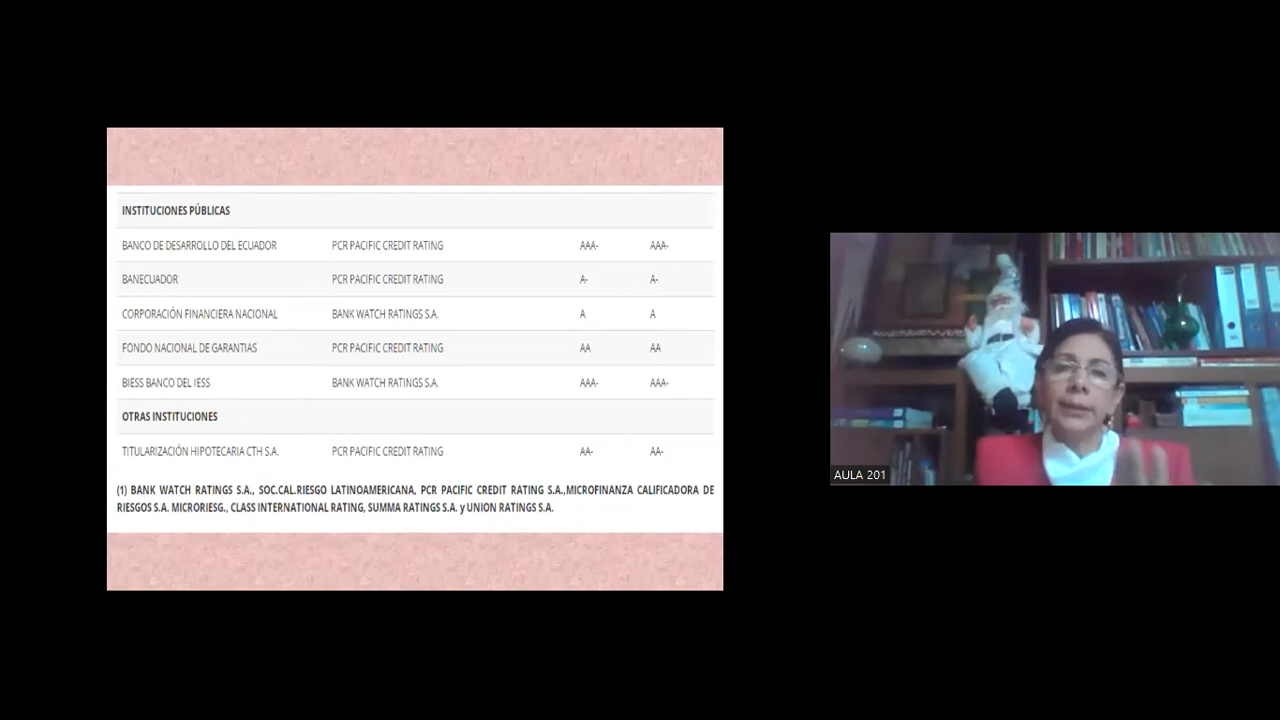 INSTITUCIONES PÚBLICAS
BANCO DE DESARROLLO DEL ECUADOR PCR PACIFIC CREDIT RATING AAA- AAA-
BANECUADOR PCR PACIFIC CREDIT RATING A- A-
CORPORACIÓN FINANCIERA NACIONAL BANK WATCH RATINGS S.A. A A
FONDO NACIONAL DE GARANTIAS PCR PACIFIC CREDIT RATING AA AA
BIESS BANCO DEL IESS BANK WATCH RATINGS S.A. AAA- AAA-
OTRAS INSTITUCIONES
TITULARIZACIÓN HIPOTECARIA CTH S.A. PCR PACIFIC CREDIT RATING AA- AA-
(1) BANK WATCH RATINGS S.A., SOC.CAL.RIESGO LATINOAMERICANA, PCR PACIFIC CREDIT RATING S.A.,MICROFINANZA CALIFICADORA DE
RIESGOS S.A. MICRORIESG., CLASS INTERNATIONAL RATING, SUMMA RATINGS S.A. y UNION RATINGS S.A.
AULA 201